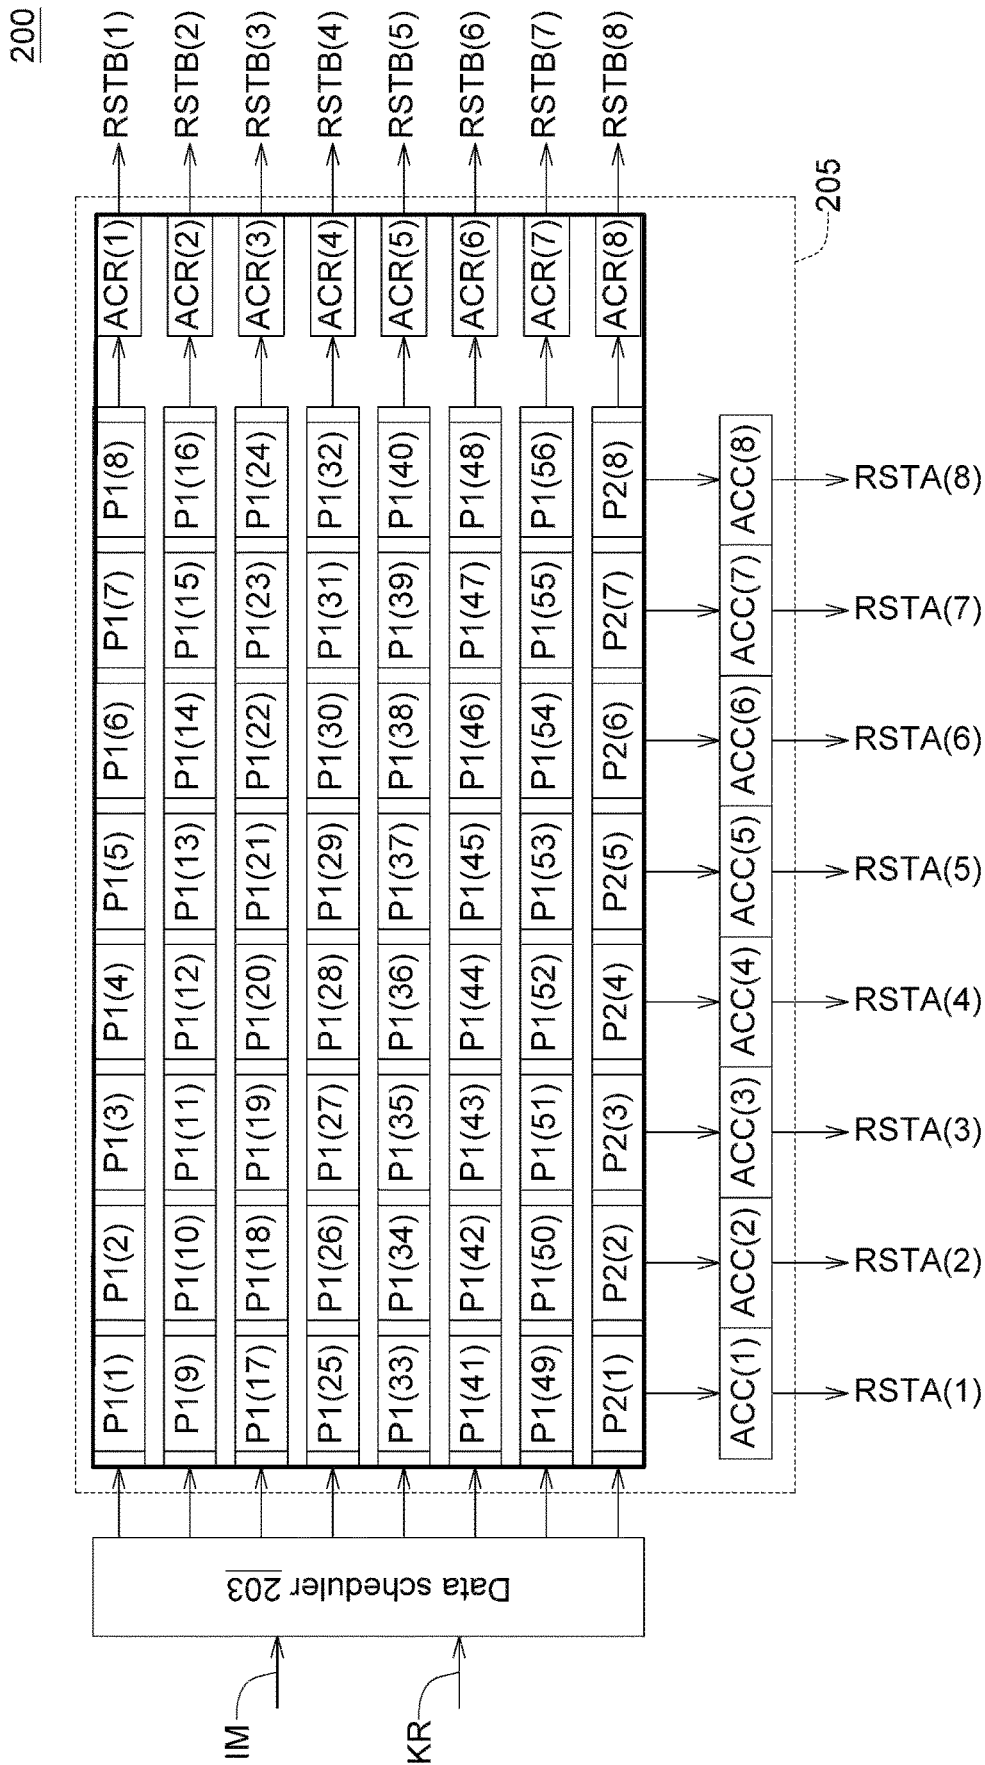 200
IM
KR
Data scheduler 203
P1(1) P1(2) P1(3) P1(4) P1(5) P1(6) P1(7) P1(8) ACR(1) RSTB(1)
P1(9) P1(10) P1(11) P1(12) P1(13) P1(14) P1(15) P1(16) ACR(2) RSTB(2)
P1(17) P1(18) P1(19) P1(20) P1(21) P1(22) P1(23) P1(24) ACR(3) RSTB(3)
P1(25) P1(26) P1(27) P1(28) P1(29) P1(30) P1(31) P1(32) ACR(4) RSTB(4)
P1(33) P1(34) P1(35) P1(36) P1(37) P1(38) P1(39) P1(40) ACR(5) RSTB(5)
P1(41) P1(42) P1(43) P1(44) P1(45) P1(46) P1(47) P1(48) ACR(6) RSTB(6)
P1(49) P1(50) P1(51) P1(52) P1(53) P1(54) P1(55) P1(56) ACR(7) RSTB(7)
P2(1) P2(2) P2(3) P2(4) P2(5) P2(6) P2(7) P2(8) ACR(8) RSTB(8)
ACC(1) ACC(2) ACC(3) ACC(4) ACC(5) ACC(6) ACC(7) ACC(8)
205
RSTA(1) RSTA(2) RSTA(3) RSTA(4) RSTA(5) RSTA(6) RSTA(7) RSTA(8)